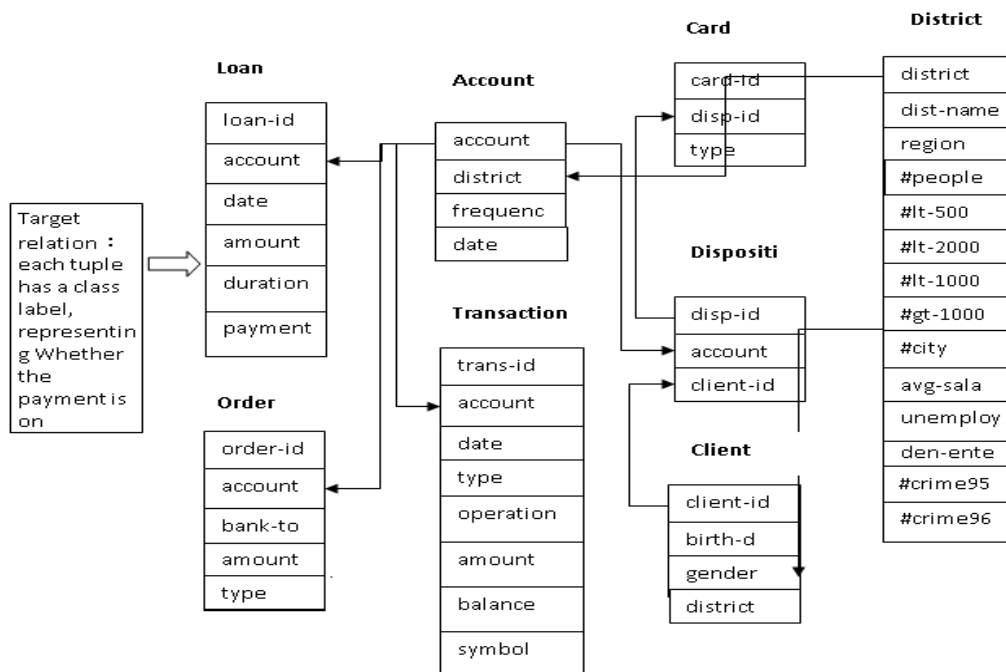 Loan
loan-id
account
date
amount
duration
payment
Target
relation：
each tuple
has a class
label,
representin
g Whether
the
payment is
on
Order
order-id
account
bank-to
amount
type
Account
account
district
frequenc
date
Transaction
trans-id
account
date
type
operation
amount
balance
symbol
Card
card-id
disp-id
type
Dispositi
disp-id
account
client-id
Client
client-id
birth-d
gender
district
District
district
dist-name
region
#people
#lt-500
#lt-2000
#lt-1000
#gt-1000
#city
avg-sala
unemploy
den-ente
#crime95
#crime96